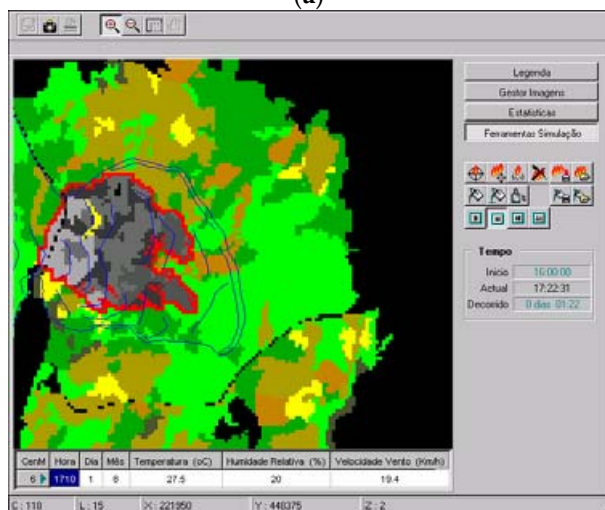 (a)
Legenda
Gestor Imagens
Estatísticas
Ferramentas Simulação
Tempo
Inicio 16:00:00
Actual 17:22:31
Decorrido 0 dias 01:22
CenM Hora Dia Mês Temperatura (oC) Humidade Relativa (%) Velocidade Vento (Km/h)
6 1710 1 8 27.5 20 19.4
C : 110 L : 15 X : 221950 Y : 448375 Z : 2